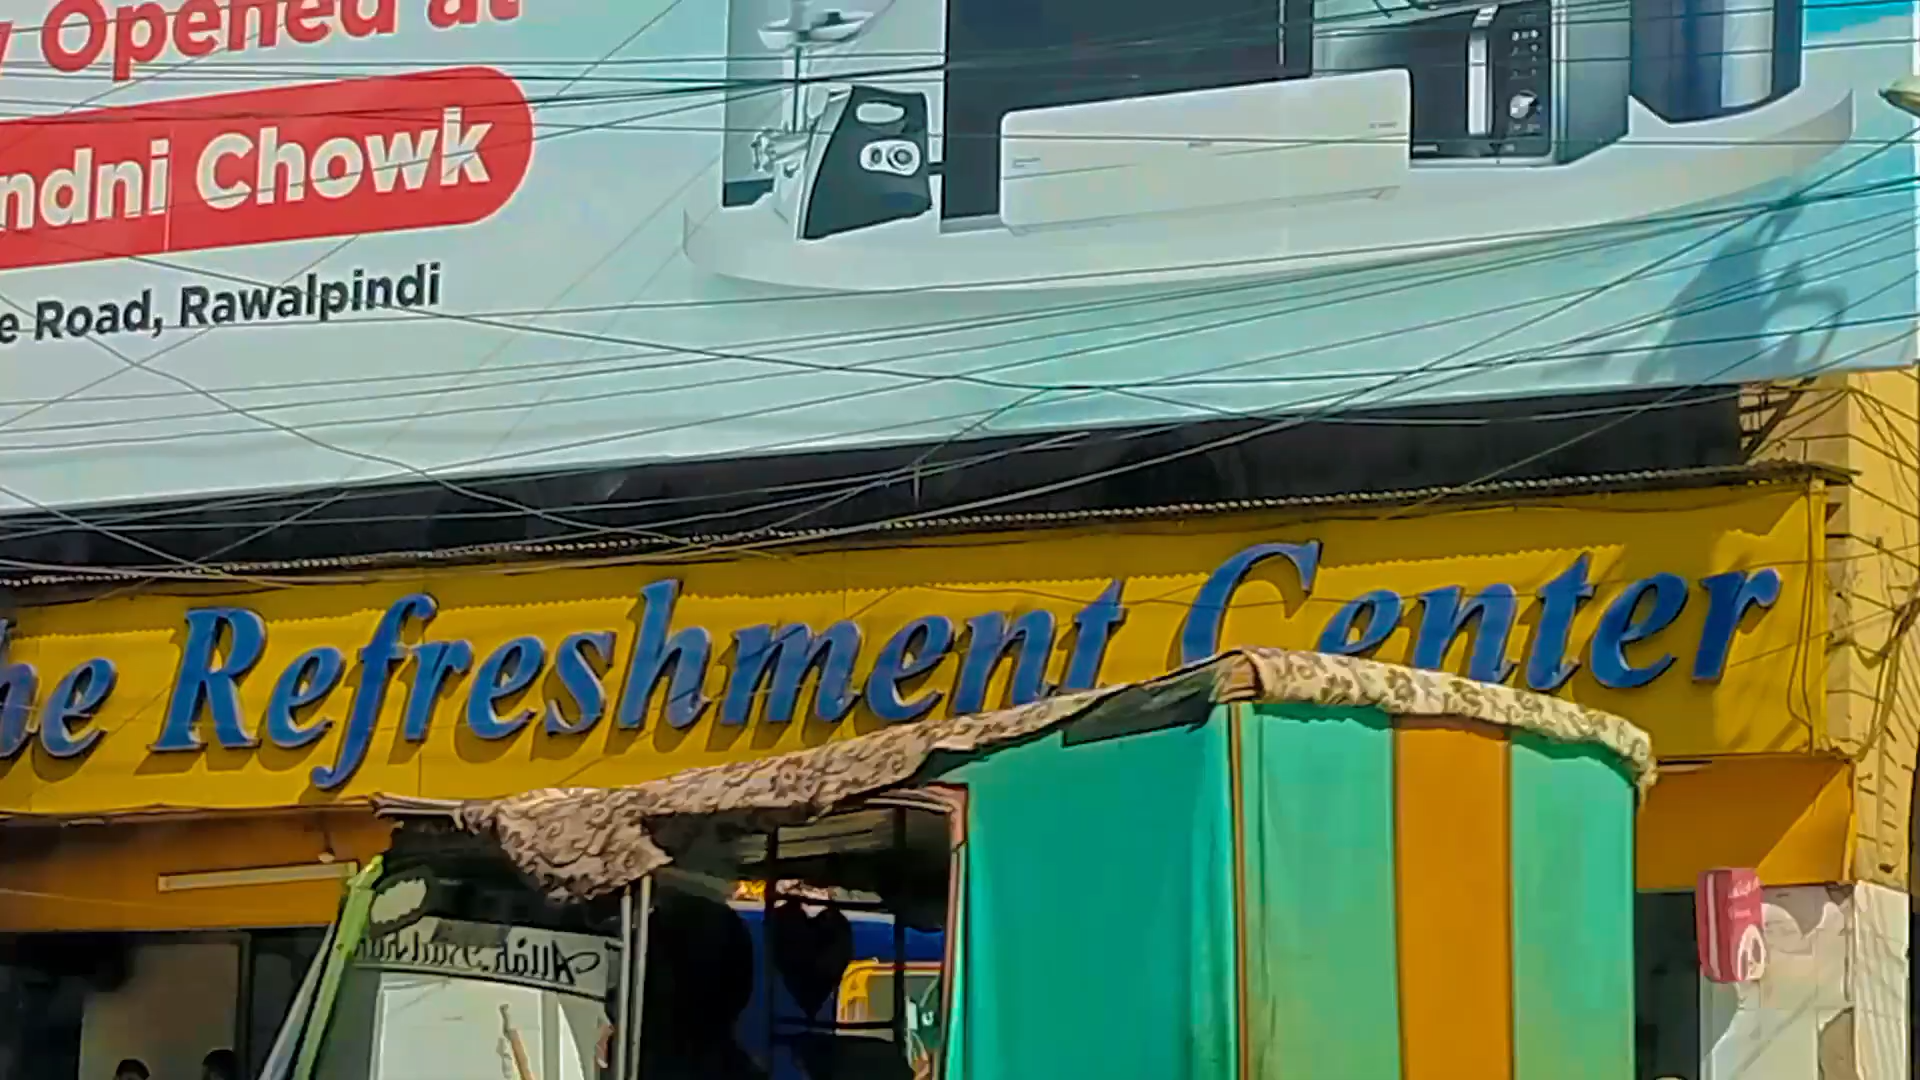 Opened at
ndni Chowk
e Road, Rawalpindi
he Refreshment Center